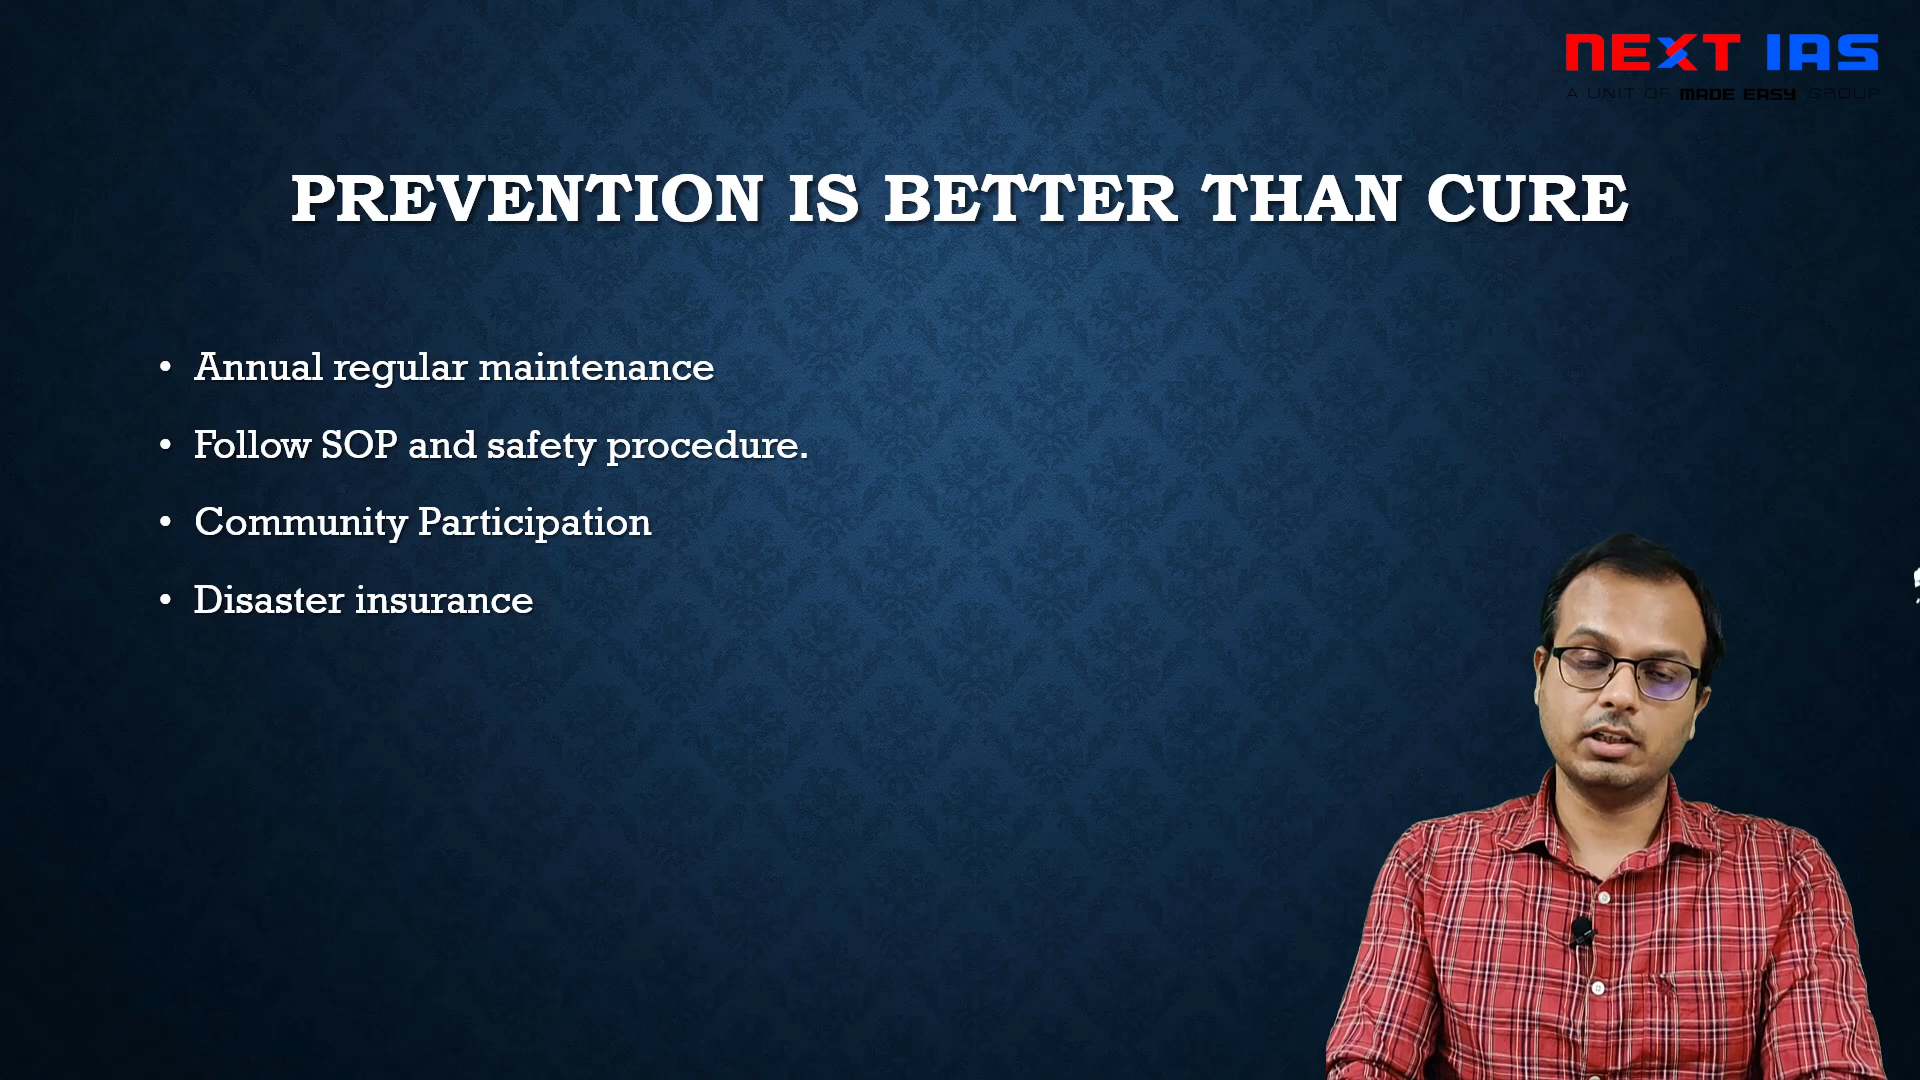 NEXT IAS
A UNIT OF MADE EASY GROUP
PREVENTION IS BETTER THAN CURE
• Annual regular maintenance
• Follow SOP and safety procedure.
• Community Participation
• Disaster insurance